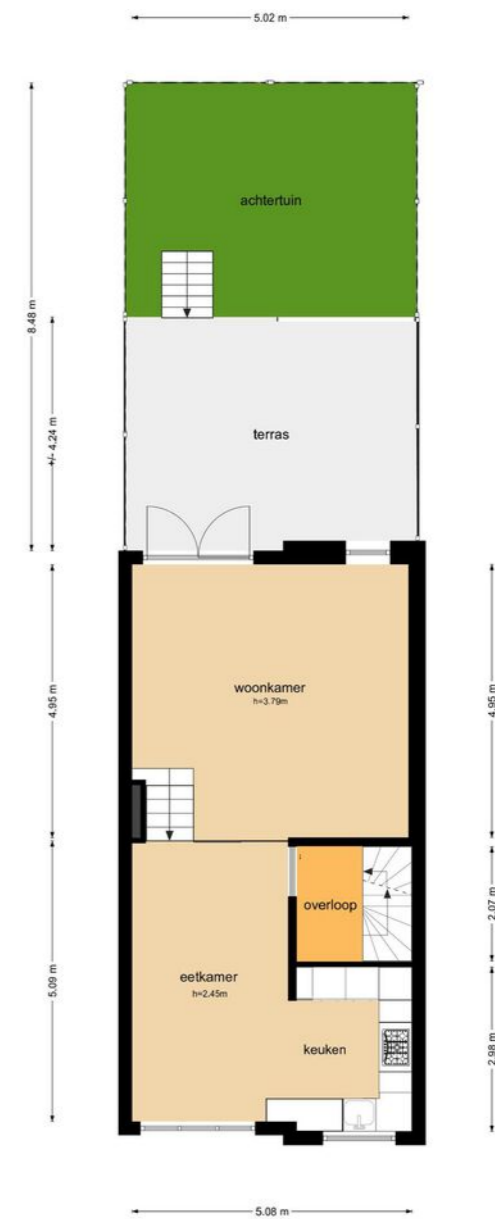 5.02 m
achtertuin
8.48 m
+/- 4.24 m
terras
4.95 m
woonkamer
h=3.79m
4.95 m
overloop
2.07 m
eetkamer
h=2.45m
5.09 m
keuken
2.98 m
5.08 m